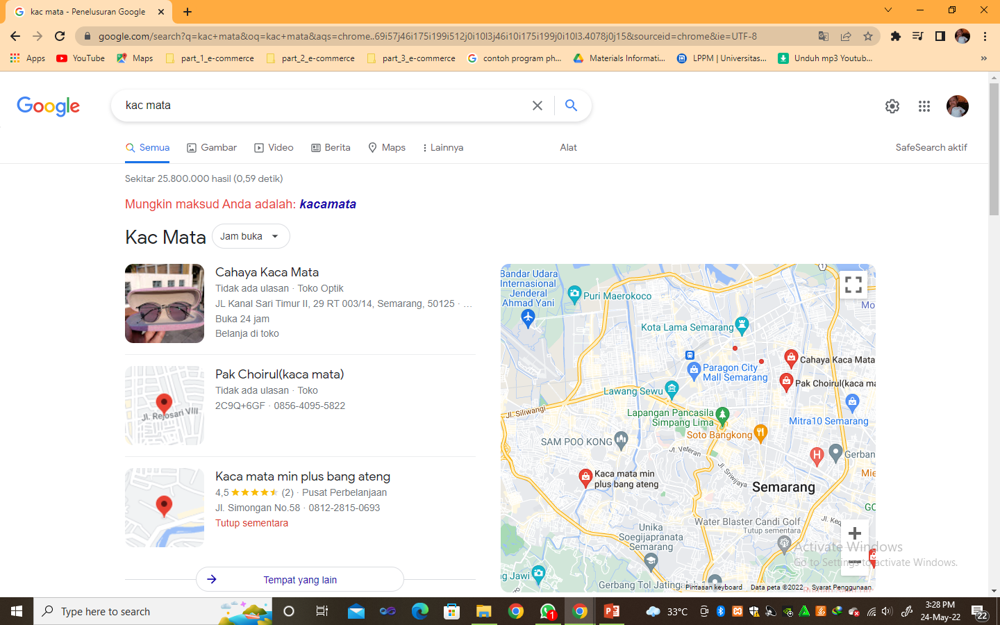 kac mata - Penelusuran Google
google.com/search?q=kac+mata&oq=kac+mata&aqs=chrome..69i57j46i175i199i512j0i10l3j46i10i175i199j0i10l3.4078j0j15&sourceid=chrome&ie=UTF-8
Apps YouTube Maps part_1_e-commerce part_2_e-commerce part_3_e-commerce contoh program ph... Materials Informati... LPPM | Universitas... Unduh mp3 Youtub... »
Google
kac mata
Semua Gambar Video Berita Maps Lainnya Alat SafeSearch aktif
Sekitar 25.800.000 hasil (0,59 detik)
Mungkin maksud Anda adalah: kacamata
Kac Mata Jam buka
Cahaya Kaca Mata
Tidak ada ulasan · Toko Optik
JL Kanal Sari Timur II, 29 RT 003/14, Semarang, 50125 · ...
Buka 24 jam
Belanja di toko
Pak Choirul(kaca mata)
Tidak ada ulasan · Toko
2C9Q+6GF · 0856-4095-5822
Jl. Rejosari VIII
Kaca mata min plus bang ateng
4,5 (2) · Pusat Perbelanjaan
Jl. Simongan No.58 · 0812-2815-0693
Tutup sementara
Tempat yang lain
Bandar Udara
Internasional
Jenderal
Ahmad Yani
Puri Maerokoco
1
Mo
Kota Lama Semarang
Cahaya Kaca Mata
Paragon City
Mall Semarang
Pak Choirul(kaca ma
Lawang Sewu
Jl. Siliwangi
Lapangan Pancasila
Simpang Lima
Mitra10 Semarang
Soto Bangkong
SAM POO KONG
Jl. Veteran
H
Gerban
Jl. Sriwijaya
Kaca mata min
plus bang ateng
Mie
Semarang
GO
Water Blaster Candi Golf
Tutup sementara
Jl. Ked
Unika
Soegijapranata
Semarang
ng Jawi
Gerbang Tol Jatinga
Pintasan keyboard Data peta ©2022 Syarat Penggunaan
Activate Windows
Go to Settings to activate Windows.
Type here to search
1
33°C
3:28 PM
24-May-22
22